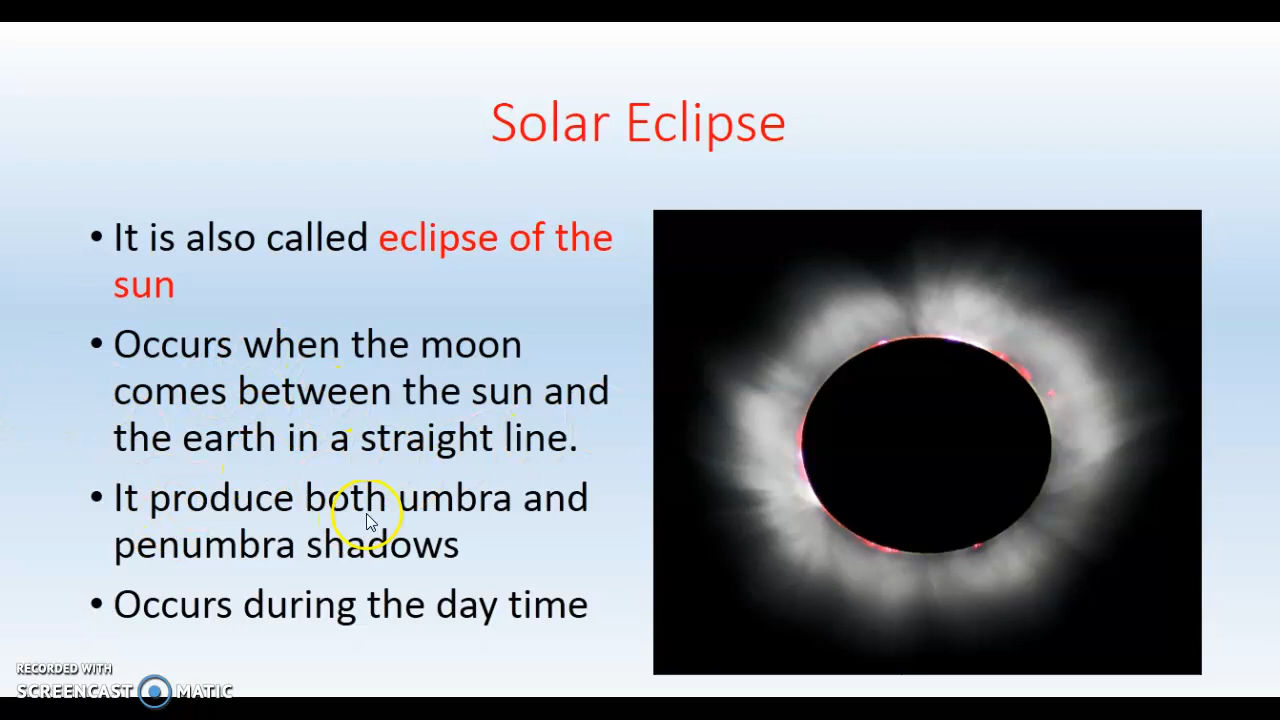 Solar Eclipse
• It is also called eclipse of the
sun
• Occurs when the moon
comes between the sun and
the earth in a straight line.
• It produce both umbra and
penumbra shadows
• Occurs during the day time
RECORDED WITH
SCREENCAST MATIC